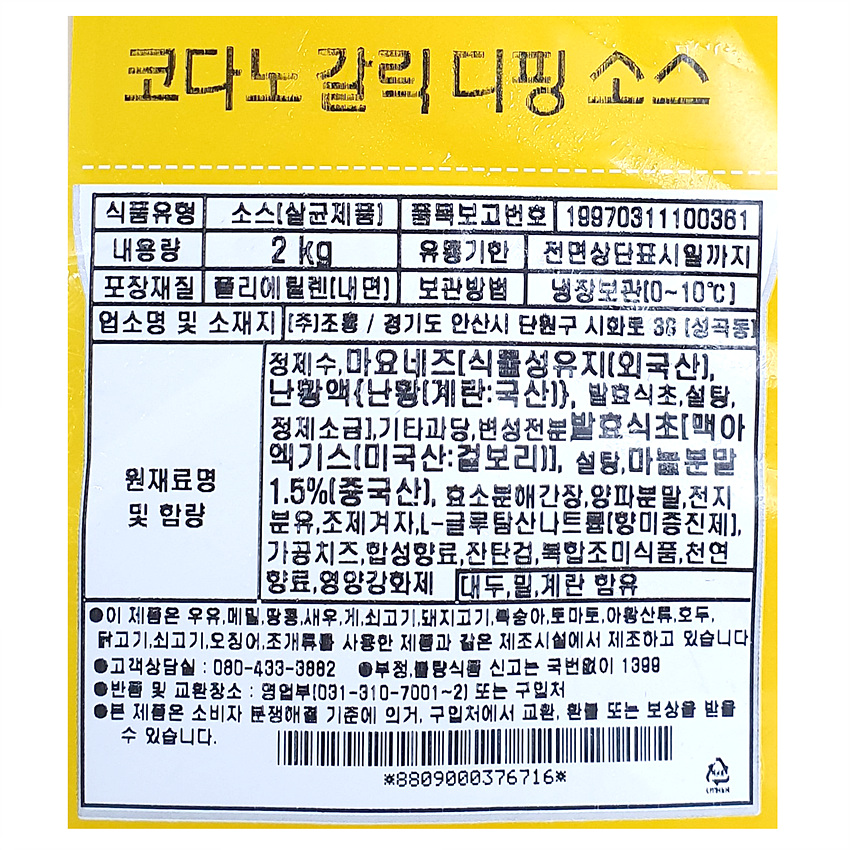 코다노 갈릭 디핑 소스
식품유형 소스(살균제품) 품목보고번호 19970311100361
내용량 2 kg 유통기한 전면상단표시일까지
포장재질 폴리에틸렌(내면) 보관방법 냉장보관(0~10℃)
업소명 및 소재지 (주)조흥 / 경기도 안산시 단원구 시화로 38 (성곡동)
정제수,마요네즈[식물성유지(외국산),
난황액{난황(계란:국산)}, 발효식초,설탕,
정제소금],기타과당,변성전분발효식초[맥아
엑기스(미국산:겉보리)], 설탕,마늘분말
원재료명 1.5%(중국산), 효소분해간장,양파분말,전지
및 함량 분유,조제겨자,L-글루탐산나트륨(향미증진제),
가공치즈,합성향료,잔탄검,복합조미식품,천연
향료,영양강화제 대두,밀,계란 함유
●이 제품은 우유,메밀,땅콩,새우,게,쇠고기,돼지고기,복숭아,토마토,아황산류,호두,
닭고기,쇠고기,오징어,조개류를 사용한 제품과 같은 제조시설에서 제조하고 있습니다.
●고객상담실 : 080-433-3882 ●부정,불량식품 신고는 국번없이 1399
●반품 및 교환장소 : 영업부(031-310-7001~2) 또는 구입처
●본 제품은 소비자 분쟁해결 기준에 의거, 구입처에서 교환, 환불 또는 보상을 받을
수 있습니다.
*8809000376716*